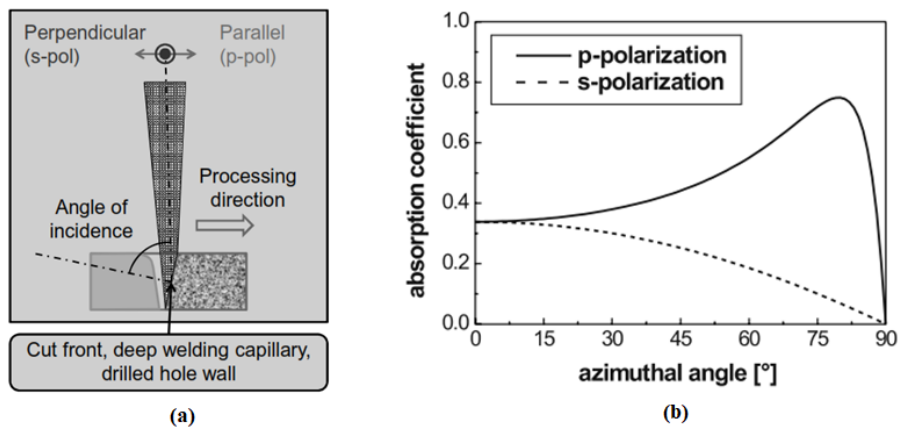 Perpendicular
(s-pol)
Parallel
(p-pol)
Angle of
incidence
Processing
direction
Cut front, deep welding capillary,
drilled hole wall
(a)
absorption coefficient
1.0
0.8
0.6
0.4
0.2
0.0
p-polarization
s-polarization
0 15 30 45 60 75 90
azimuthal angle [°]
(b)